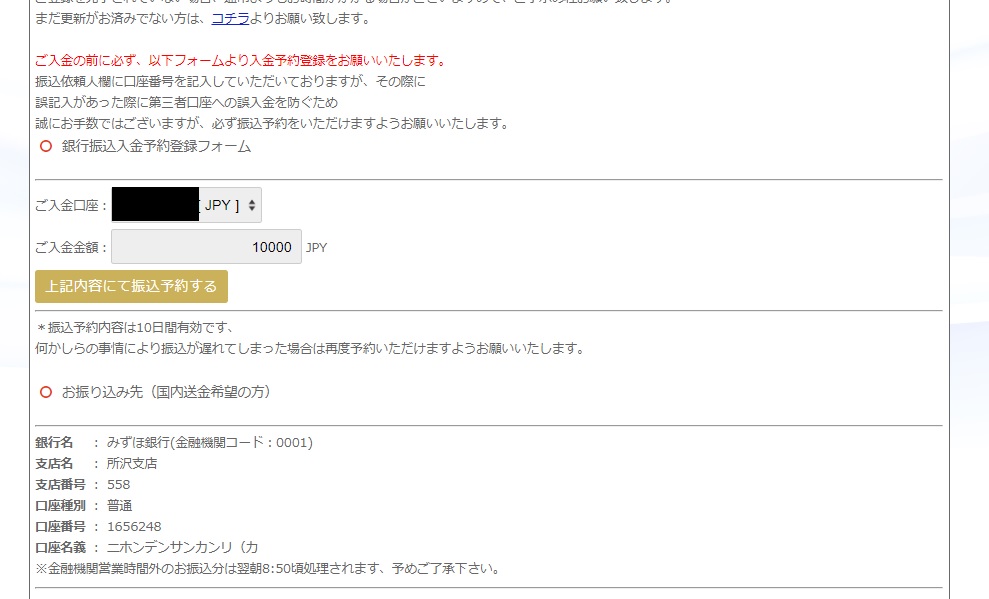 まだ更新がお済みでない方は、コチラよりお願い致します。
ご入金の前に必ず、以下フォームより入金予約登録をお願いいたします。
振込依頼人欄に口座番号を記入していただいておりますが、その際に
誤記入があった際に第三者口座への誤入金を防ぐため
誠にお手数ではございますが、必ず振込予約をいただけますようお願いいたします。
銀行振込入金予約登録フォーム
ご入金口座 : [ JPY ]
ご入金金額 : 10000 JPY
上記内容にて振込予約する
＊振込予約内容は10日間有効です、
何かしらの事情により振込が遅れてしまった場合は再度予約いただけますようお願いいたします。
お振り込み先（国内送金希望の方）
銀行名 : みずほ銀行(金融機関コード : 0001)
支店名 : 所沢支店
支店番号 : 558
口座種別 : 普通
口座番号 : 1656248
口座名義 : ニホンデンサンカンリ（カ
※金融機関営業時間外のお振込分は翌朝8:50頃処理されます、予めご了承下さい。